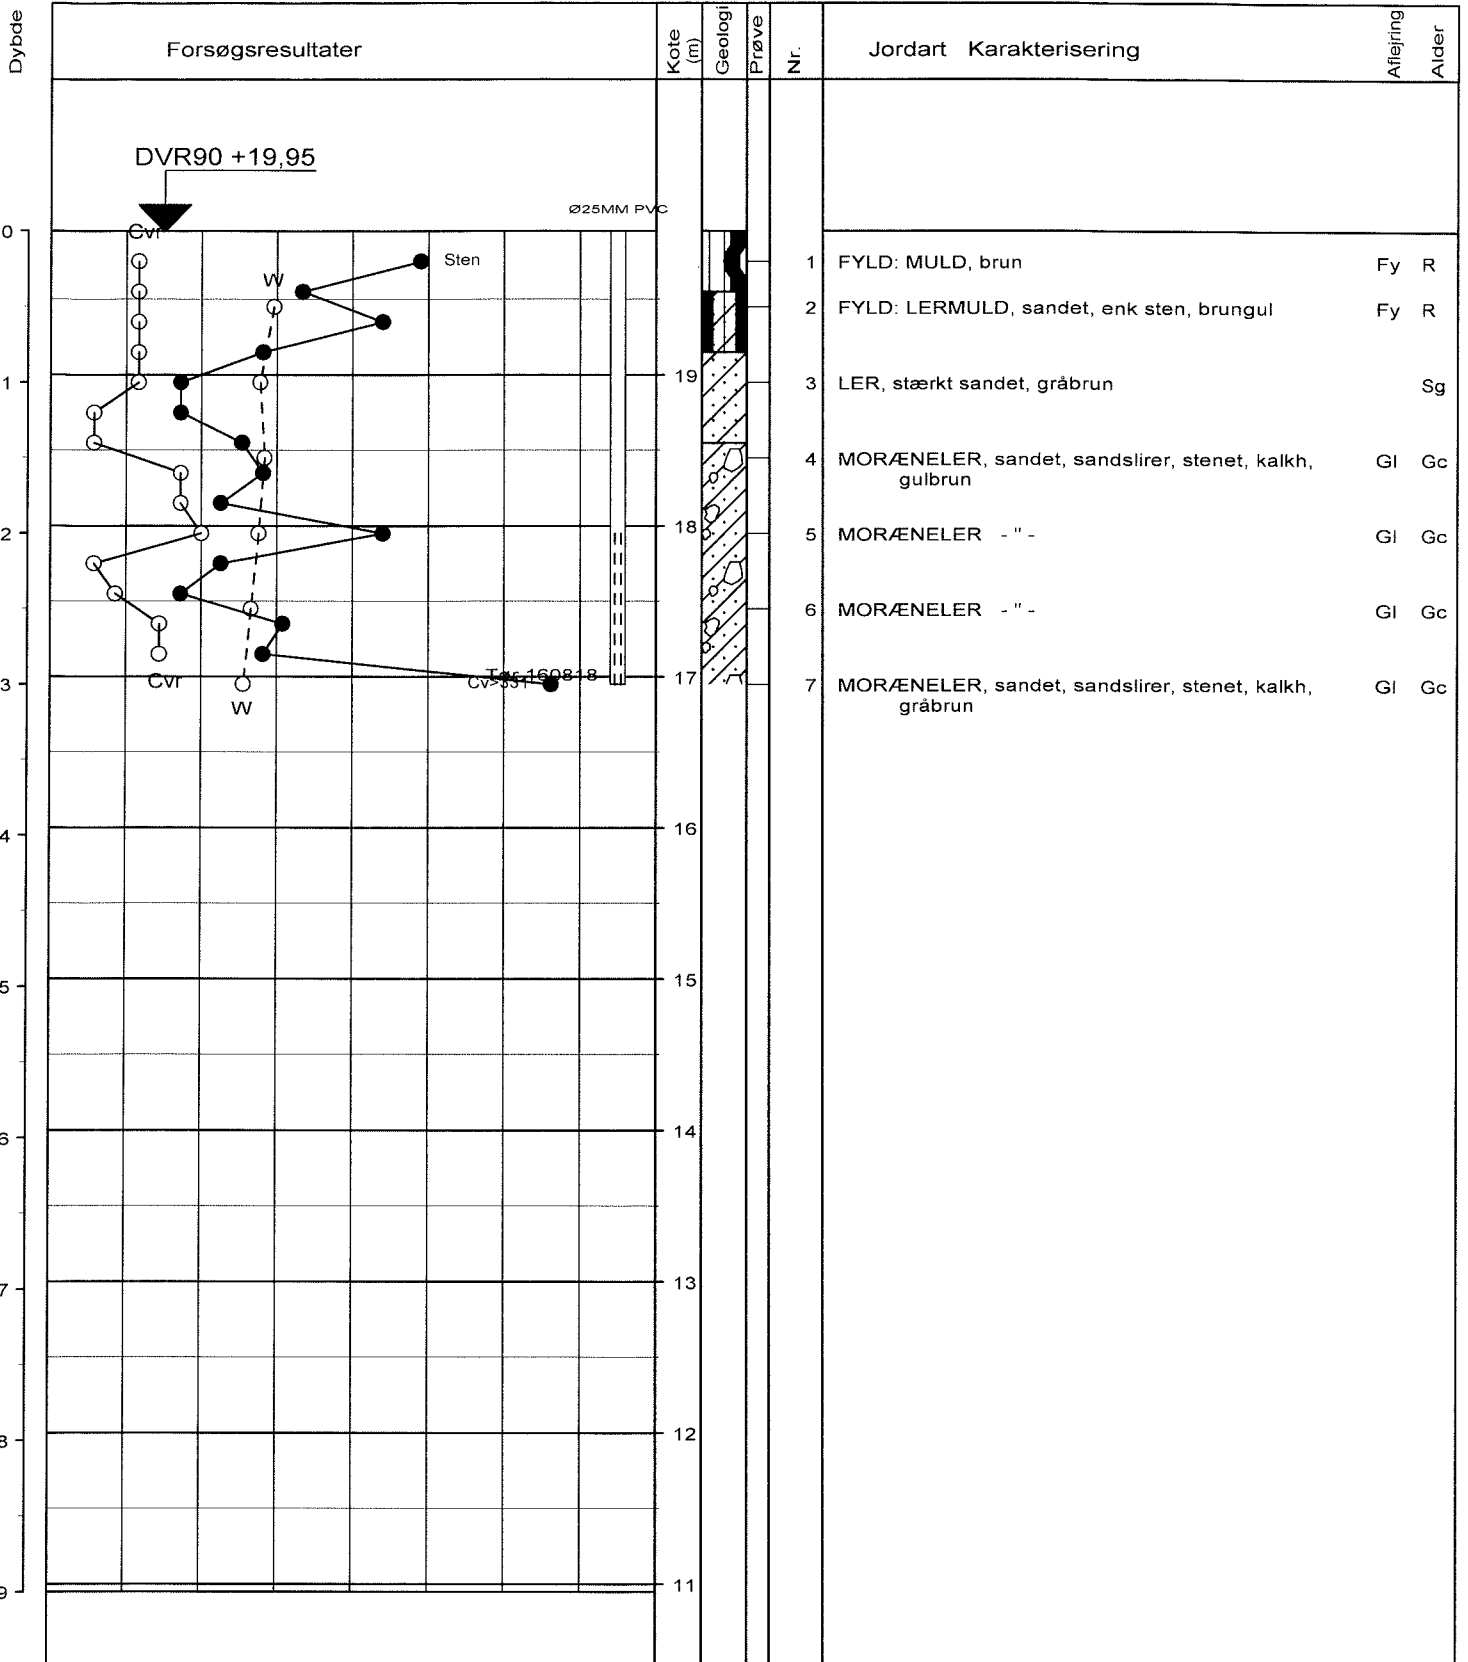 Dybde
Forsøgsresultater
Kote (m)
Geologi
Prøve
Nr.
Jordart Karakterisering
Aflejring
Alder
DVR90 +19,95
Ø25MM PVC
0
Cvr
Sten
W
1 FYLD: MULD, brun Fy R
2 FYLD: LERMULD, sandet, enk sten, brungul Fy R
1
19
3 LER, stærkt sandet, gråbrun Sg
4 MORÆNELER, sandet, sandslirer, stenet, kalkh, Gl Gc
gulbrun
2
18
5 MORÆNELER - " - Gl Gc
6 MORÆNELER - " - Gl Gc
3
Cvr
W
Tør 160818
17
7 MORÆNELER, sandet, sandslirer, stenet, kalkh, Gl Gc
gråbrun
4
16
5
15
6
14
7
13
8
12
9
11